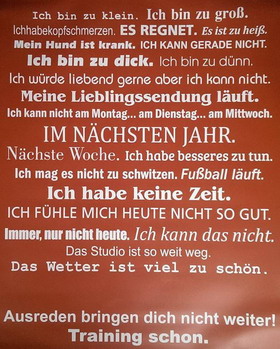 Ich bin zu klein. Ich bin zu groß.
Ichhabekopfschmerzen. ES REGNET. Es ist zu heiß.
Mein Hund ist krank. ICH KANN GERADE NICHT.
Ich bin zu dick. Ich bin zu dünn.
Ich würde liebend gerne aber ich kann nicht.
Meine Lieblingssendung läuft.
Ich kann nicht am Montag... am Dienstag... am Mittwoch.
IM NÄCHSTEN JAHR.
Nächste Woche. Ich habe besseres zu tun.
Ich mag es nicht zu schwitzen. Fußball läuft.
Ich habe keine Zeit.
ICH FÜHLE MICH HEUTE NICHT SO GUT.
Immer, nur nicht heute. Ich kann das nicht.
Das Studio ist so weit weg.
Das Wetter ist viel zu schön.
Ausreden bringen dich nicht weiter!
Training schon.